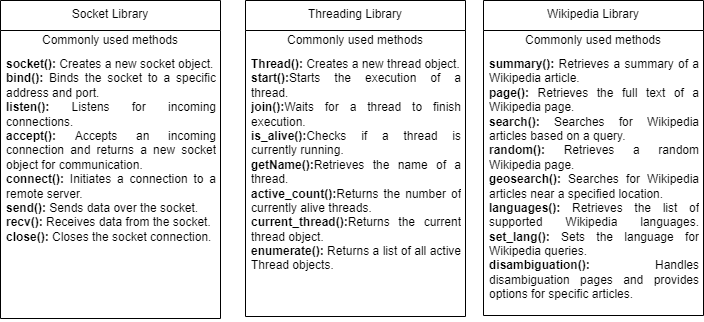 Socket Library
Commonly used methods
socket(): Creates a new socket object.
bind(): Binds the socket to a specific
address and port.
listen(): Listens for incoming
connections.
accept(): Accepts an incoming
connection and returns a new socket
object for communication.
connect(): Initiates a connection to a
remote server.
send(): Sends data over the socket.
recv(): Receives data from the socket.
close(): Closes the socket connection.
Threading Library
Commonly used methods
Thread(): Creates a new thread object.
start():Starts the execution of a
thread.
join():Waits for a thread to finish
execution.
is_alive():Checks if a thread is
currently running.
getName():Retrieves the name of a
thread.
active_count():Returns the number of
currently alive threads.
current_thread():Returns the current
thread object.
enumerate(): Returns a list of all active
Thread objects.
Wikipedia Library
Commonly used methods
summary(): Retrieves a summary of a
Wikipedia article.
page(): Retrieves the full text of a
Wikipedia page.
search(): Searches for Wikipedia
articles based on a query.
random(): Retrieves a random
Wikipedia page.
geosearch(): Searches for Wikipedia
articles near a specified location.
languages(): Retrieves the list of
supported Wikipedia languages.
set_lang(): Sets the language for
Wikipedia queries.
disambiguation(): Handles
disambiguation pages and provides
options for specific articles.